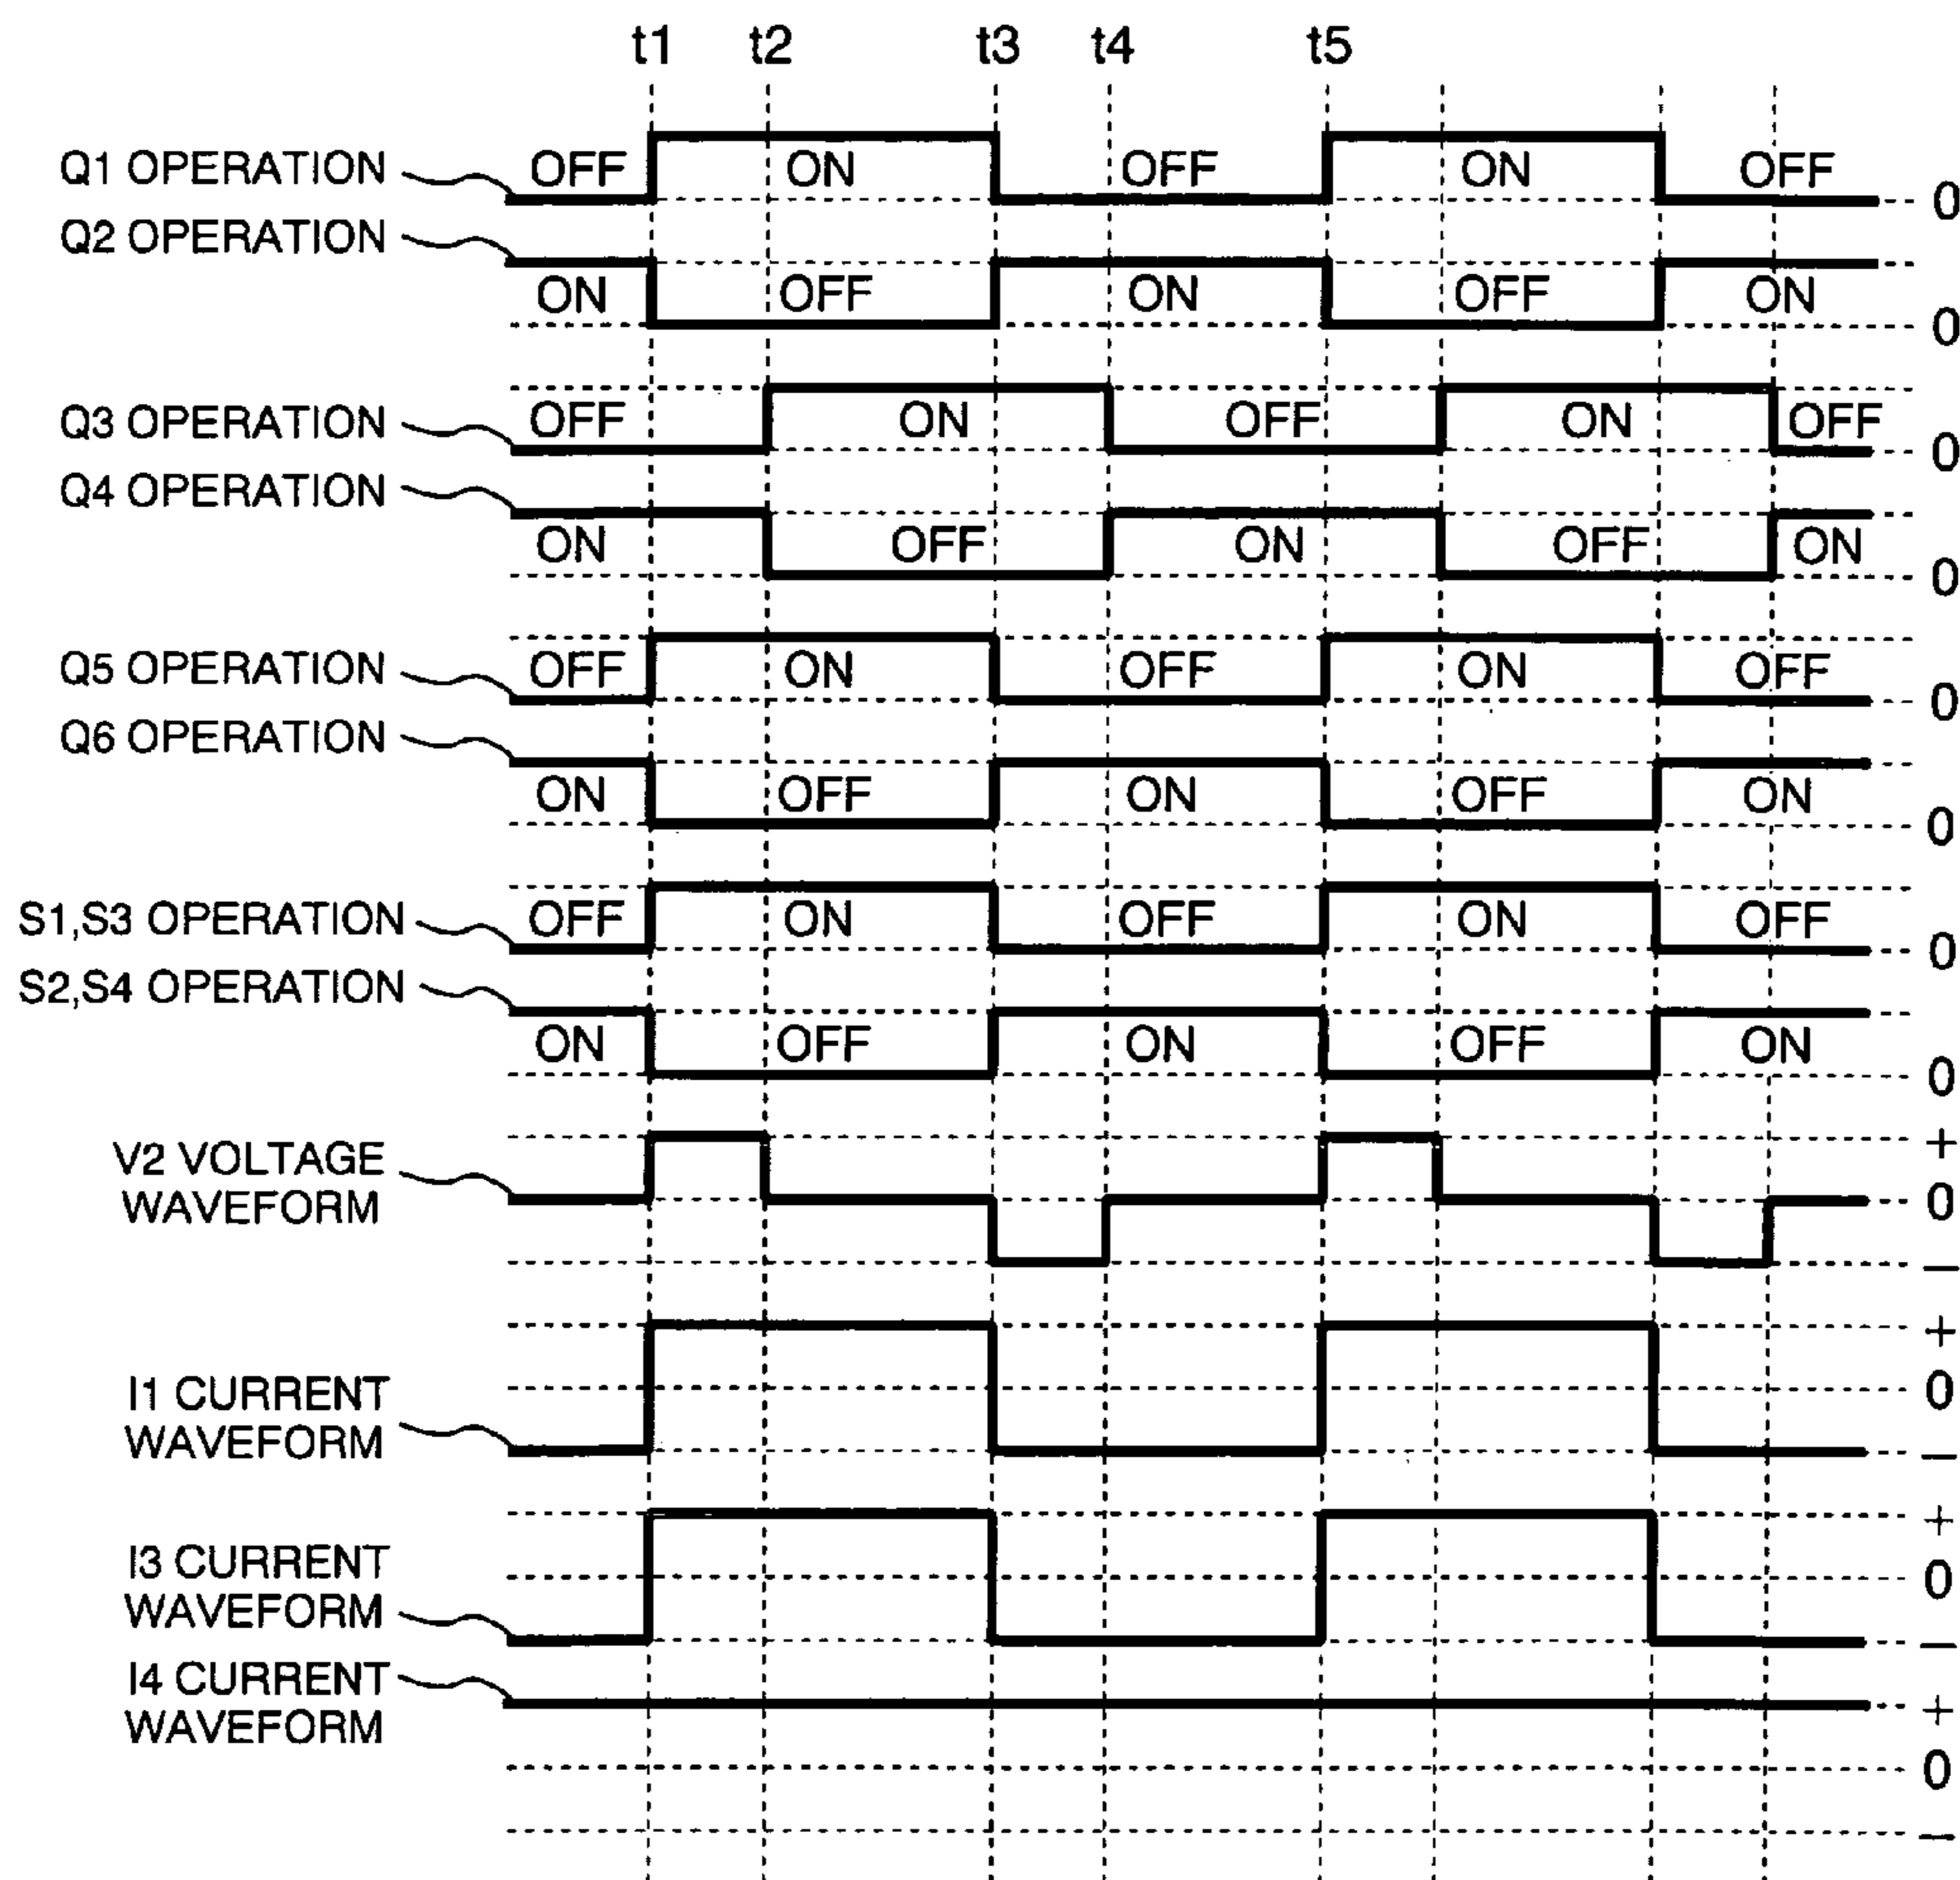 t1 t2 t3 t4 t5
Q1 OPERATION OFF ON OFF ON OFF 0
Q2 OPERATION ON OFF ON OFF ON 0
Q3 OPERATION OFF ON OFF ON OFF 0
Q4 OPERATION ON OFF ON OFF ON 0
Q5 OPERATION OFF ON OFF ON OFF 0
Q6 OPERATION ON OFF ON OFF ON 0
S1,S3 OPERATION OFF ON OFF ON OFF 0
S2,S4 OPERATION ON OFF ON OFF ON 0
V2 VOLTAGE +
WAVEFORM 0
−
+
I1 CURRENT 0
WAVEFORM −
+
I3 CURRENT 0
WAVEFORM −
I4 CURRENT +
WAVEFORM
0
−